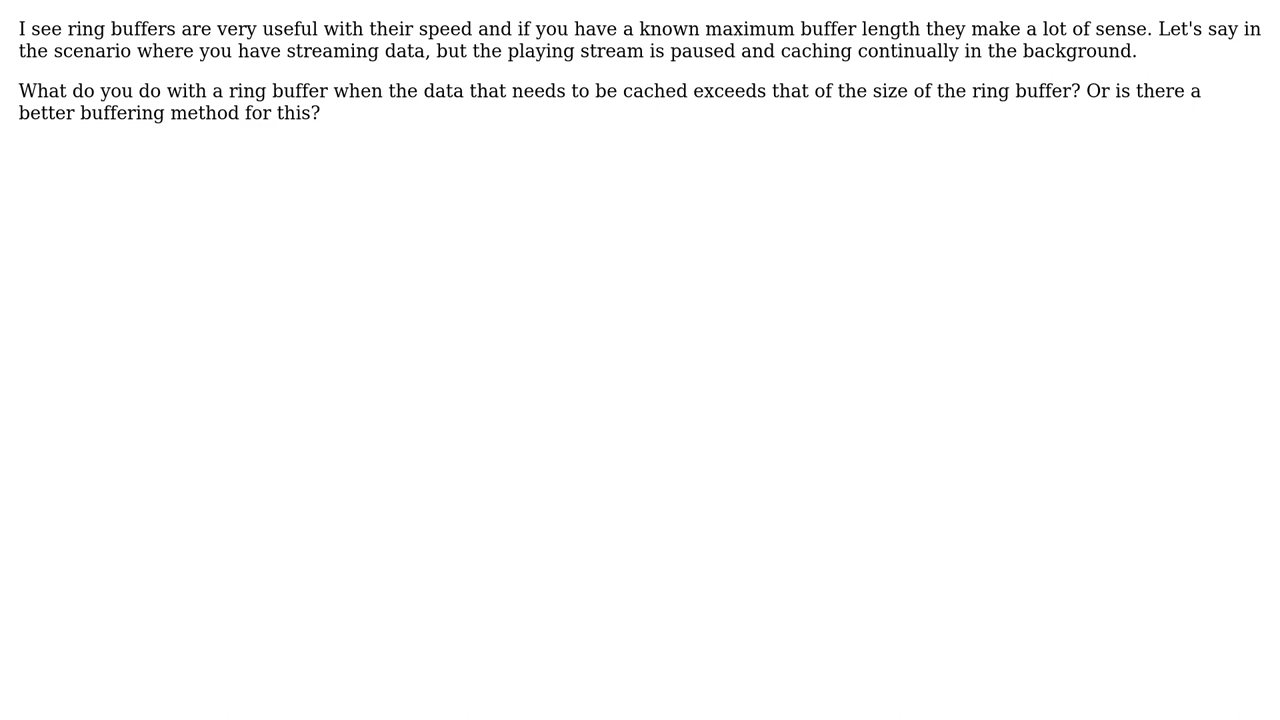 I see ring buffers are very useful with their speed and if you have a known maximum buffer length they make a lot of sense. Let's say in
the scenario where you have streaming data, but the playing stream is paused and caching continually in the background.
What do you do with a ring buffer when the data that needs to be cached exceeds that of the size of the ring buffer? Or is there a
better buffering method for this?